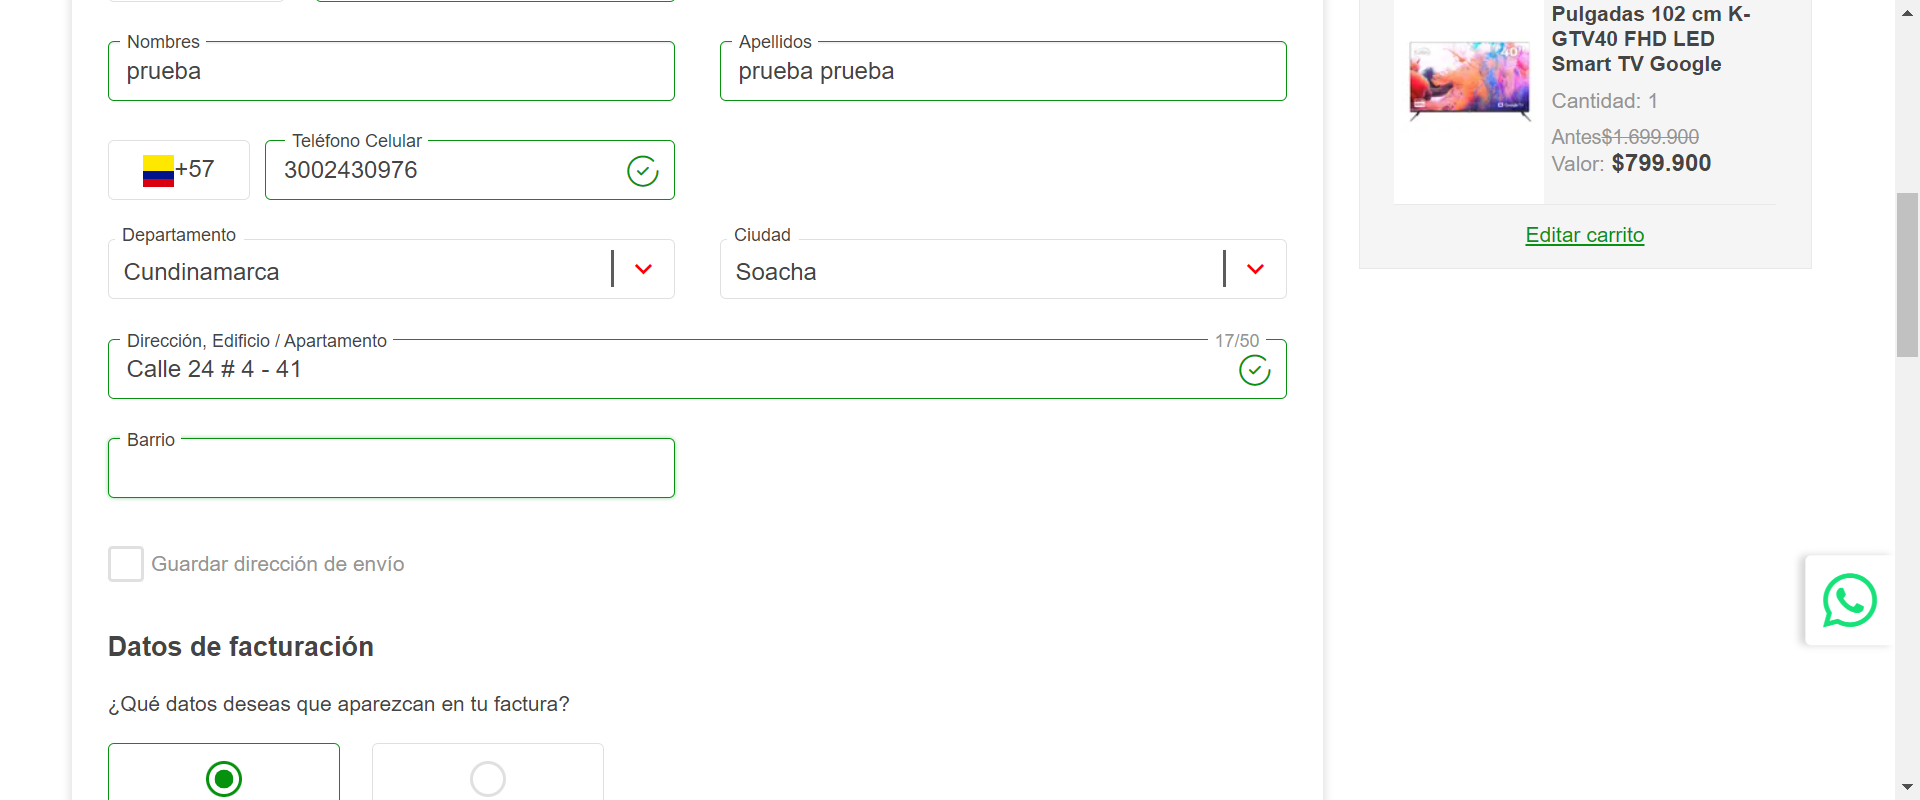 Nombres
prueba
Apellidos
prueba prueba
+57
Teléfono Celular
3002430976
Departamento
Cundinamarca
Ciudad
Soacha
Dirección, Edificio / Apartamento
17/50
Calle 24 # 4 - 41
Barrio
Guardar dirección de envío
Datos de facturación
¿Qué datos deseas que aparezcan en tu factura?
Pulgadas 102 cm K-
GTV40 FHD LED
Smart TV Google
Cantidad: 1
Antes$1.699.900
Valor: $799.900
Editar carrito